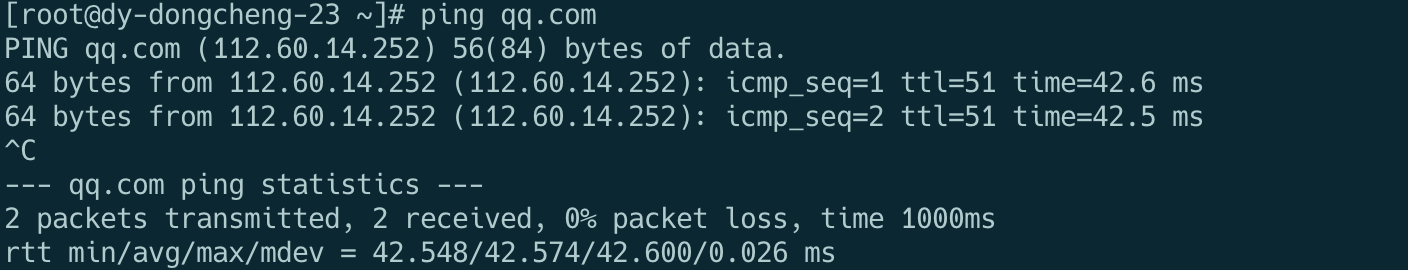 [root@dy-dongcheng-23 ~]# ping qq.com
PING qq.com (112.60.14.252) 56(84) bytes of data.
64 bytes from 112.60.14.252 (112.60.14.252): icmp_seq=1 ttl=51 time=42.6 ms
64 bytes from 112.60.14.252 (112.60.14.252): icmp_seq=2 ttl=51 time=42.5 ms
^C
--- qq.com ping statistics ---
2 packets transmitted, 2 received, 0% packet loss, time 1000ms
rtt min/avg/max/mdev = 42.548/42.574/42.600/0.026 ms